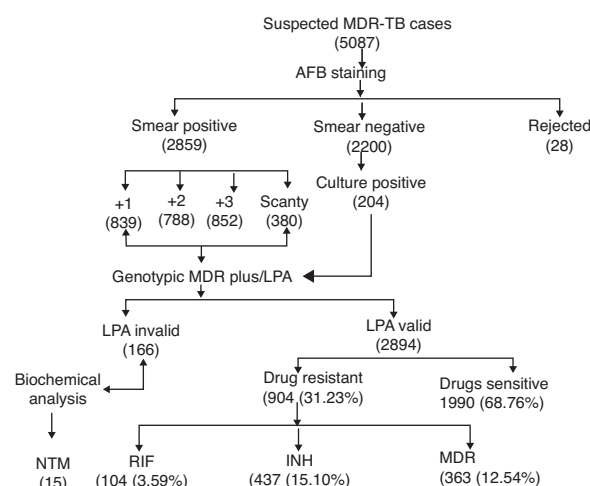 Suspected MDR-TB cases
(5087)
AFB staining
Smear positive
(2859)
Smear negative
(2200)
Rejected
(28)
+1
(839)
+2
(788)
+3
(852)
Scanty
(380)
Culture positive
(204)
Genotypic MDR plus/LPA
LPA invalid
(166)
LPA valid
(2894)
Biochemical
analysis
Drug resistant
(904 (31.23%)
Drugs sensitive
1990 (68.76%)
NTM
(15)
RIF
(104 (3.59%)
INH
(437 (15.10%)
MDR
(363 (12.54%)